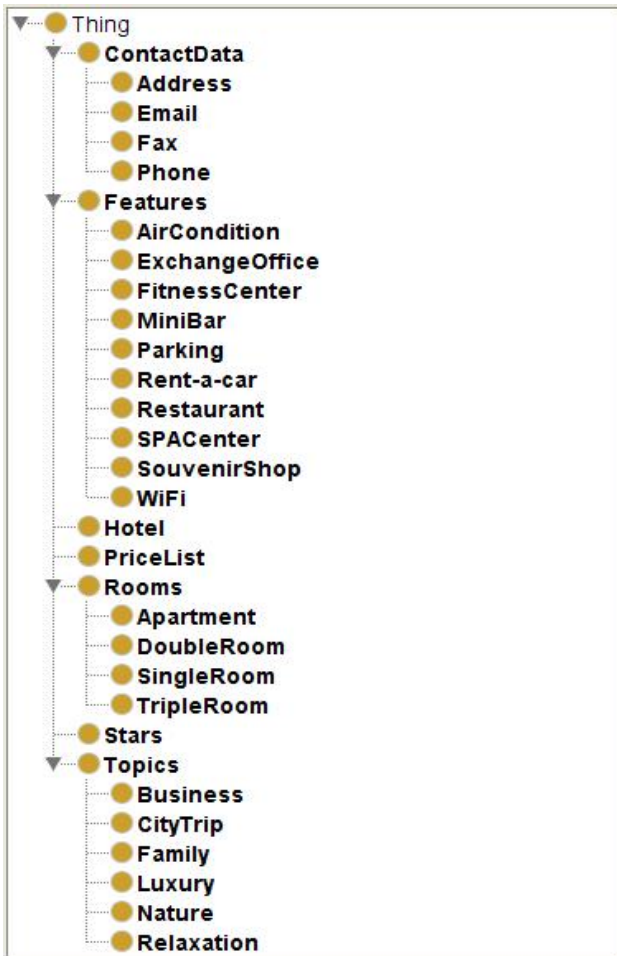 Thing
ContactData
Address
Email
Fax
Phone
Features
AirCondition
ExchangeOffice
FitnessCenter
MiniBar
Parking
Rent-a-car
Restaurant
SPACenter
SouvenirShop
WiFi
Hotel
PriceList
Rooms
Apartment
DoubleRoom
SingleRoom
TripleRoom
Stars
Topics
Business
CityTrip
Family
Luxury
Nature
Relaxation